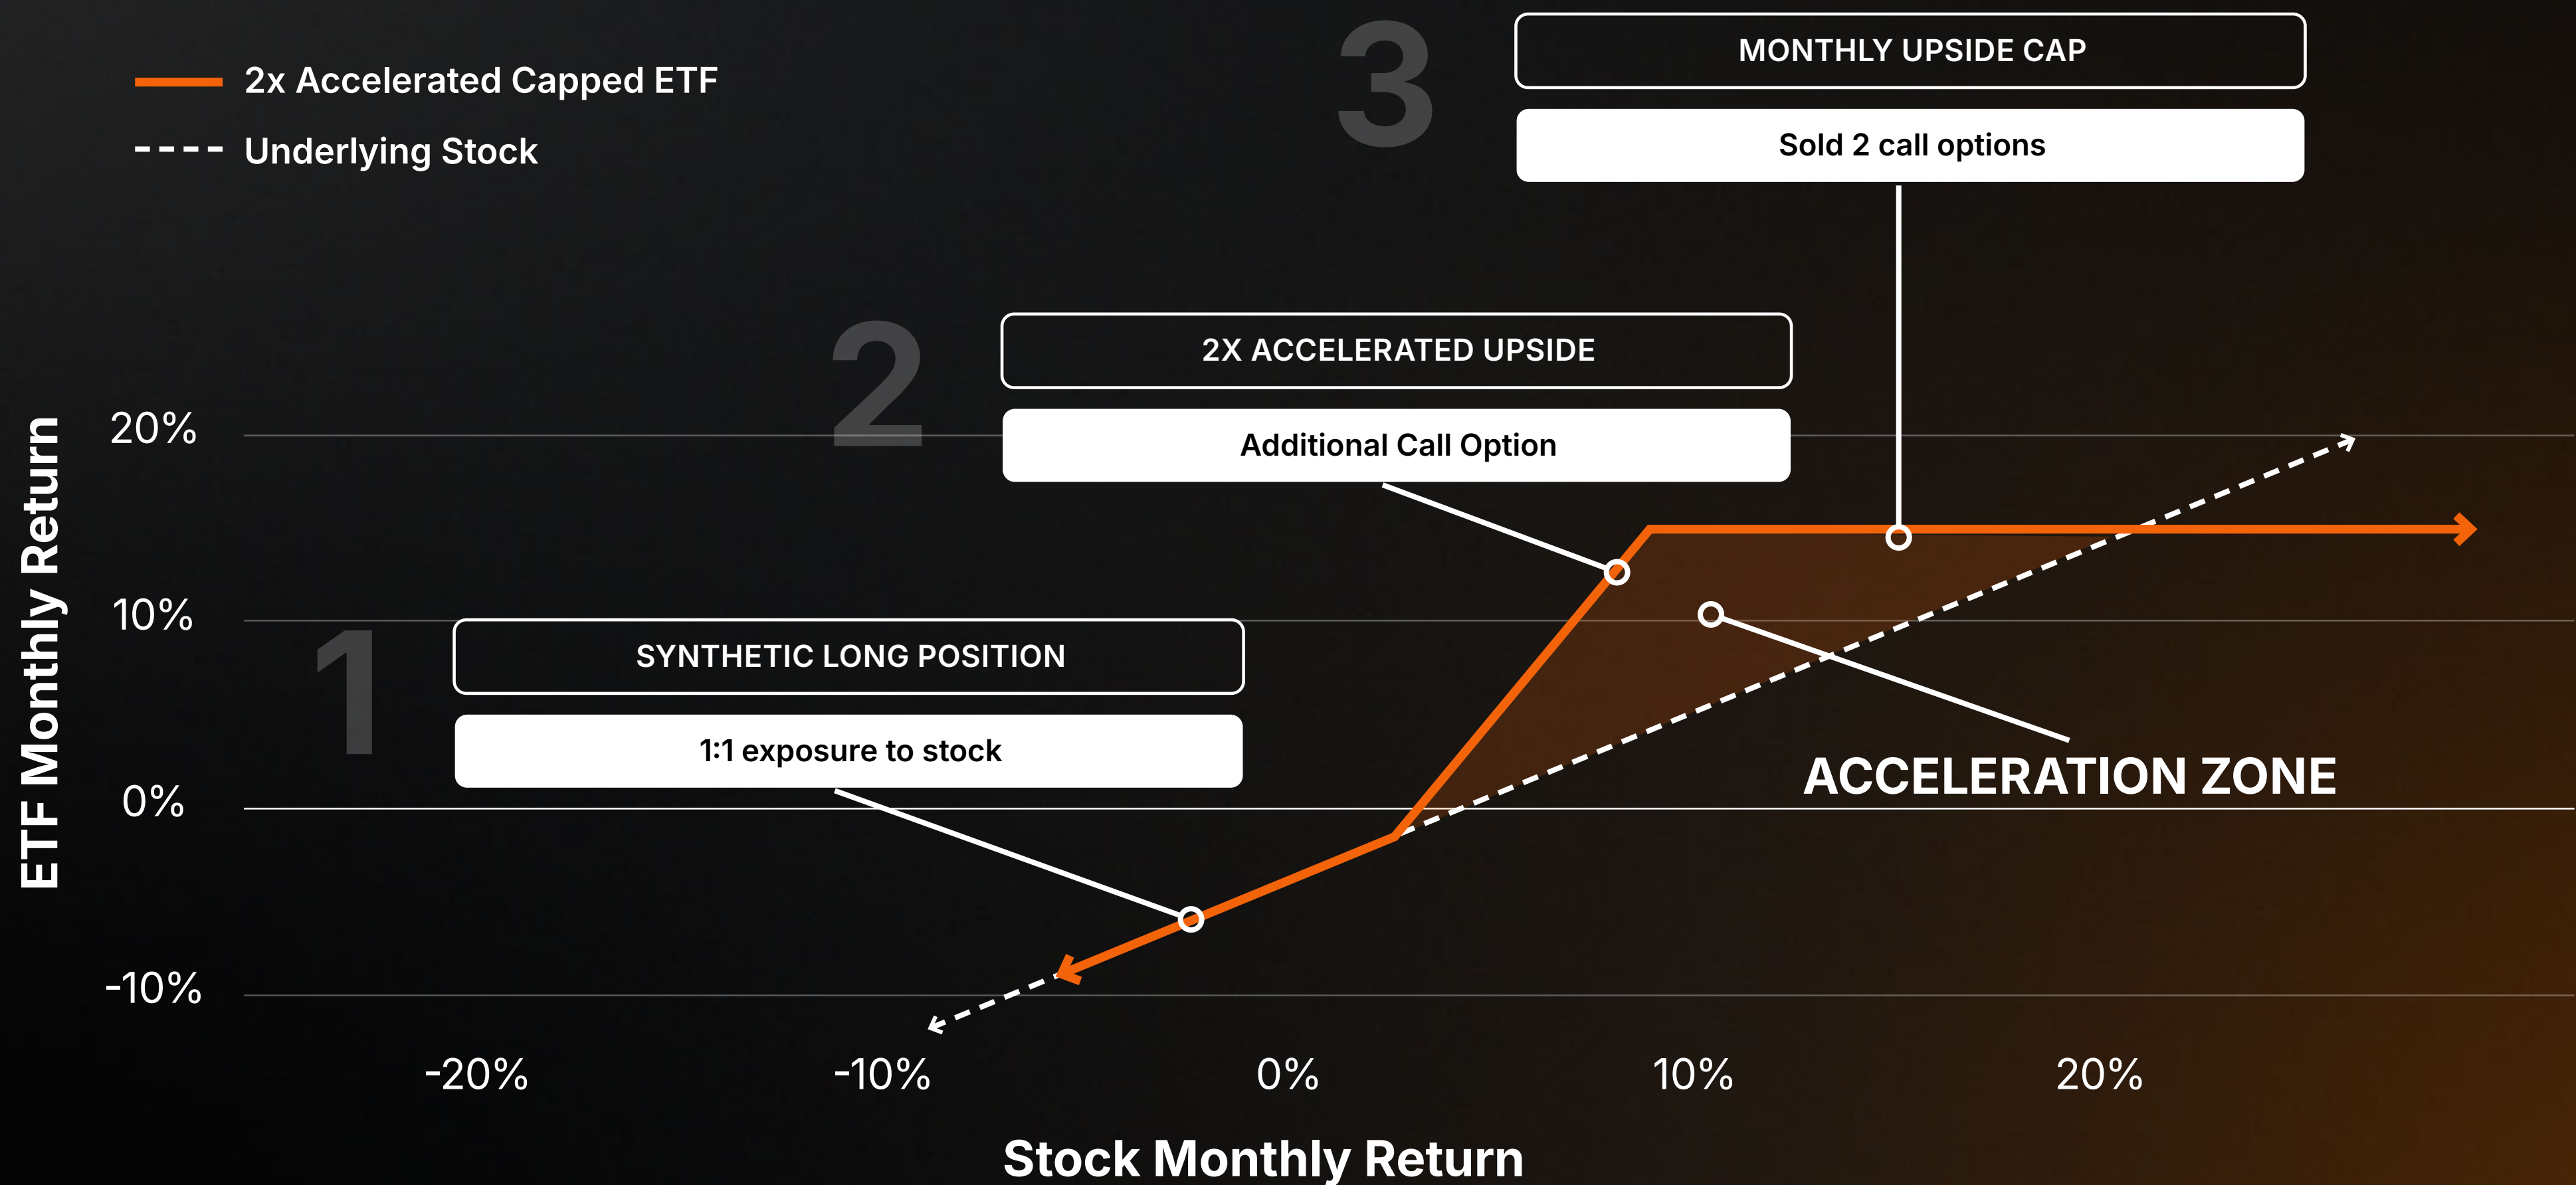 2x Accelerated Capped ETF
Underlying Stock
3
MONTHLY UPSIDE CAP
Sold 2 call options
2
2X ACCELERATED UPSIDE
Additional Call Option
1
SYNTHETIC LONG POSITION
1:1 exposure to stock
ACCELERATION ZONE
ETF Monthly Return
20%
10%
0%
-10%
-20%
-10%
0%
10%
20%
Stock Monthly Return